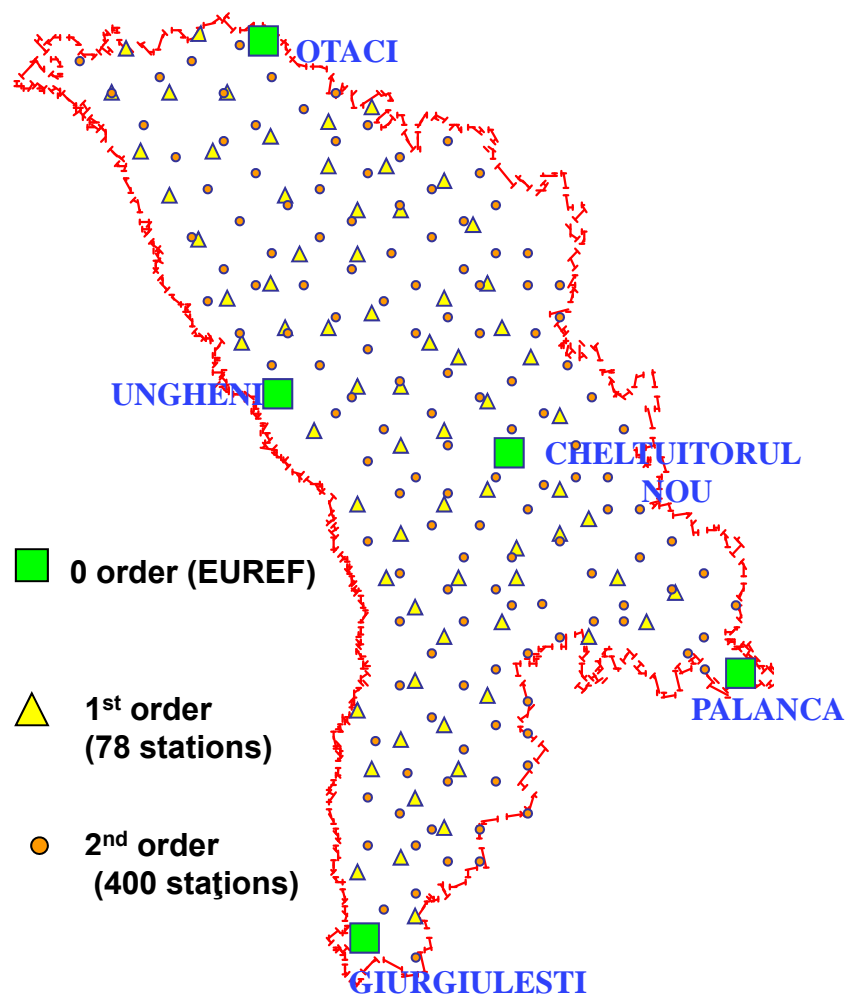 OTACI
UNGHENI
CHELTUITORUL
NOU
0 order (EUREF)
1st order
(78 stations)
PALANCA
2nd order
(400 staţions)
GIURGIULESTI